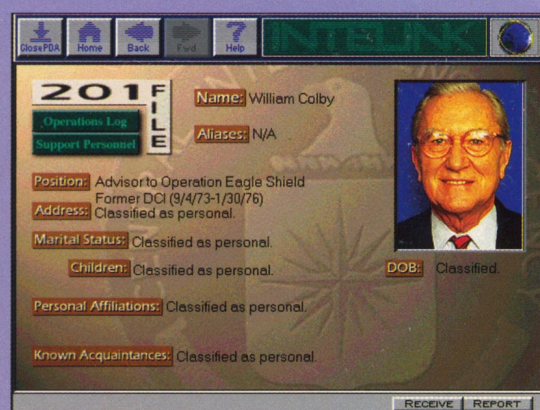 Close PDA
Home
Back
Fwd
Help
INTELINK
201
FILE
Operations Log
Support Personnel
Name: William Colby
Aliases: N/A
Position: Advisor to Operation Eagle Shield
Former DCI (9/4/73-1/30/76)
Address: Classified as personal.
Marital Status: Classified as personal.
Children: Classified as personal.
DOB: Classified.
Personal Affiliations: Classified as personal.
Known Acquaintances: Classified as personal.
RECEIVE
REPORT